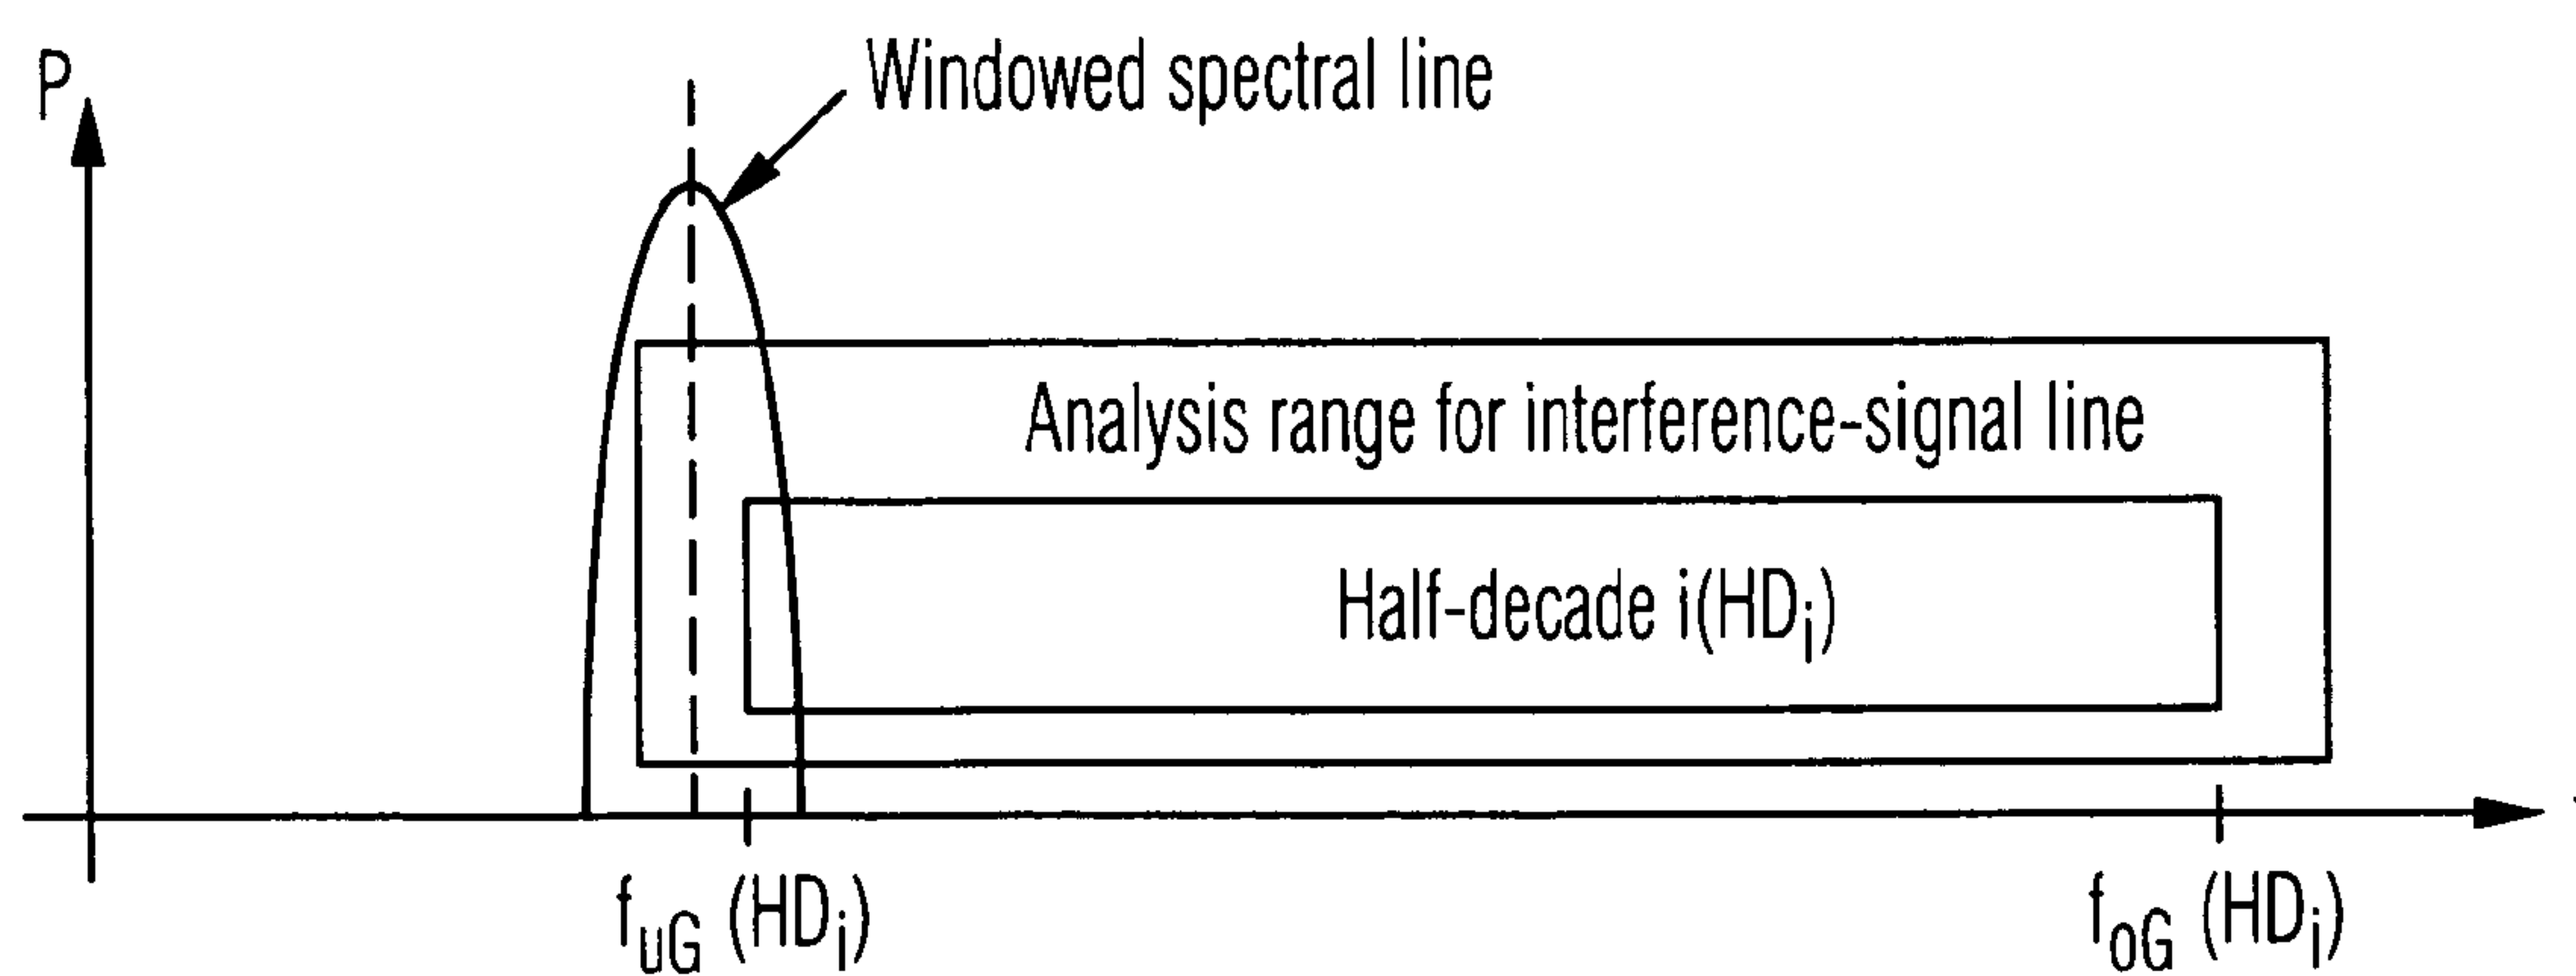 P
Windowed spectral line
Analysis range for interference-signal line
Half-decade i(HDi)
fuG (HDi)
foG (HDi)